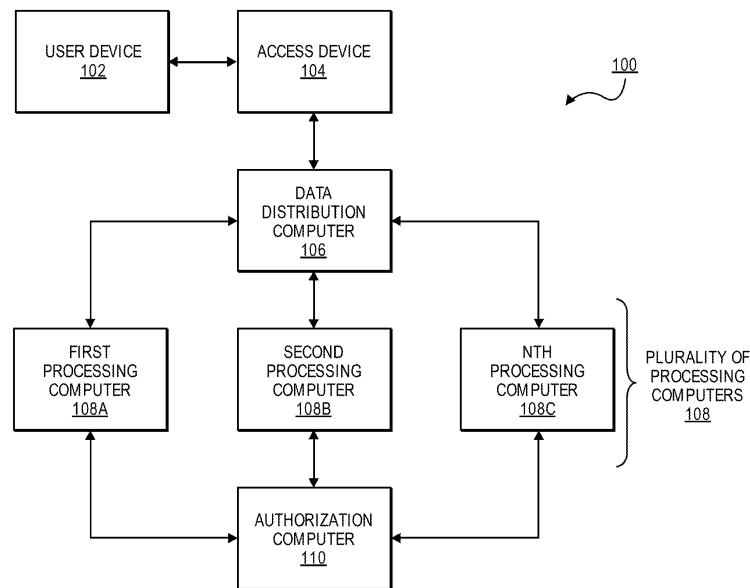 USER DEVICE
102
ACCESS DEVICE
104
100
DATA
DISTRIBUTION
COMPUTER
106
FIRST
PROCESSING
COMPUTER
108A
SECOND
PROCESSING
COMPUTER
108B
NTH
PROCESSING
COMPUTER
108C
PLURALITY OF
PROCESSING
COMPUTERS
108
AUTHORIZATION
COMPUTER
110